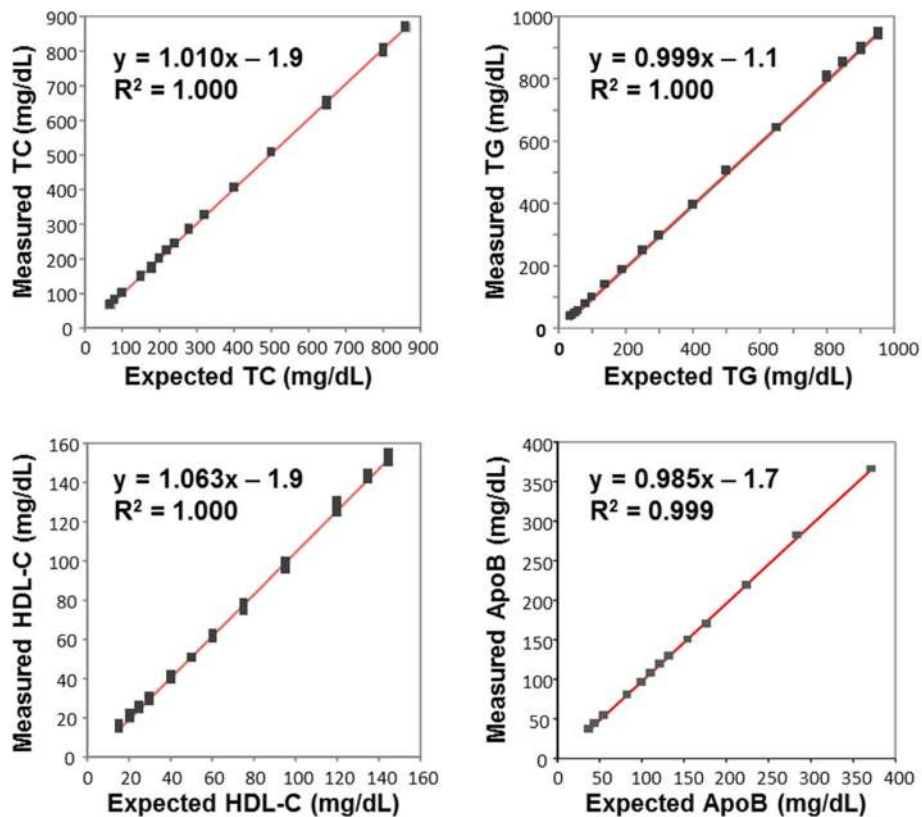 900
800
700
600
500
400
300
200
100
0
Measured TC (mg/dL)
y = 1.010x – 1.9
R² = 1.000
0 100 200 300 400 500 600 700 800 900
Expected TC (mg/dL)
1000
800
600
400
200
0
Measured TG (mg/dL)
y = 0.999x – 1.1
R² = 1.000
0 200 400 600 800 1000
Expected TG (mg/dL)
160
140
120
100
80
60
40
20
0
Measured HDL-C (mg/dL)
y = 1.063x – 1.9
R² = 1.000
0 20 40 60 80 100 120 140 160
Expected HDL-C (mg/dL)
400
350
300
250
200
150
100
50
0
Measured ApoB (mg/dL)
y = 0.985x – 1.7
R² = 0.999
0 50 100 150 200 250 300 350 400
Expected ApoB (mg/dL)